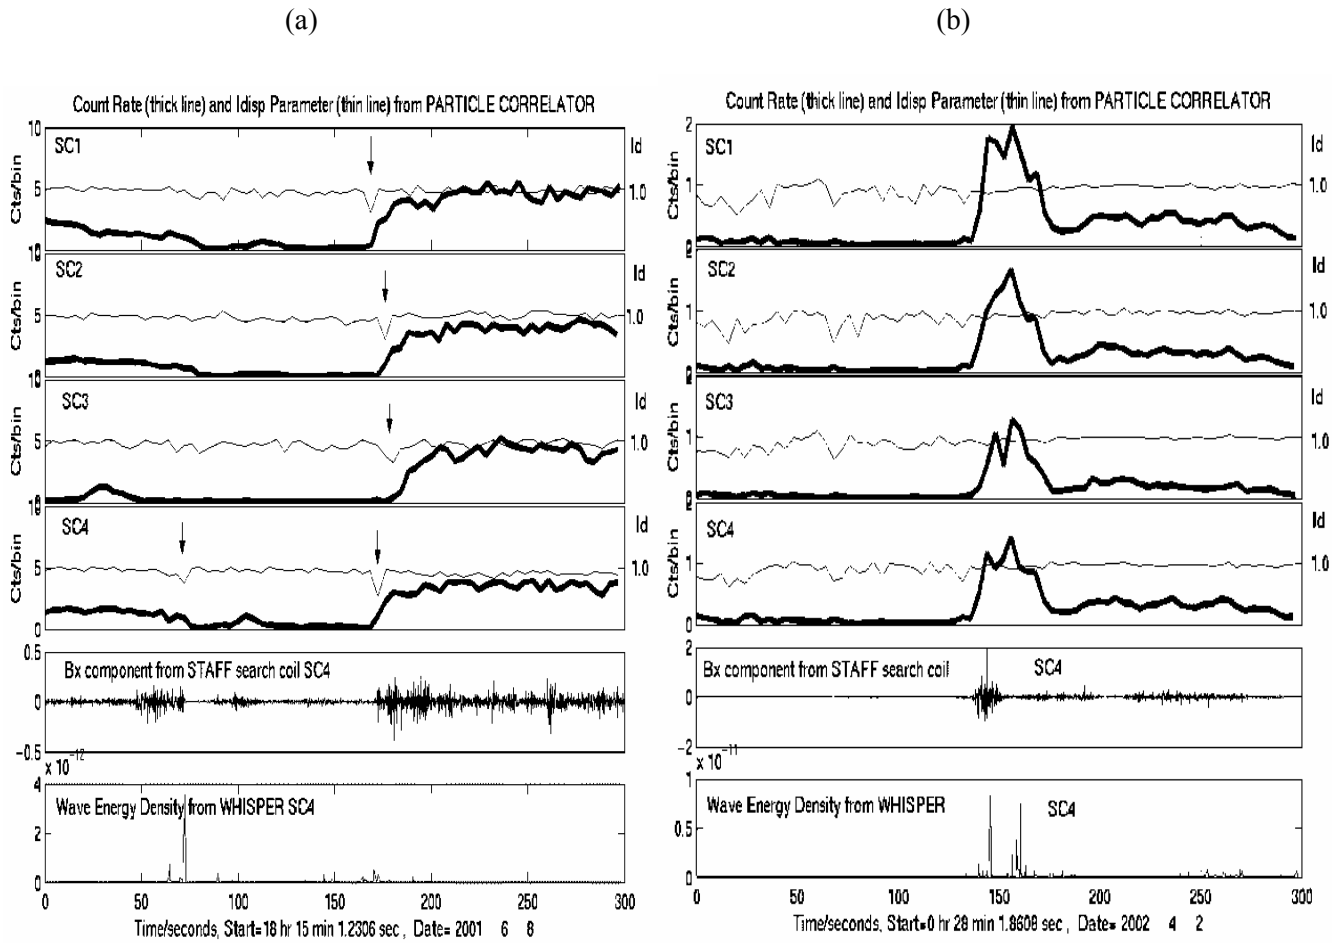 (a)
(b)
Count Rate (thick line) and Idisp Parameter (thin line) from PARTICLE CORRELATOR
10
SC1
Id
5
1.0
Cts/bin
10
SC2
Id
5
1.0
Cts/bin
10
SC3
Id
5
1.0
Cts/bin
10
SC4
Id
5
1.0
Cts/bin
0
0.5
Bx component from STAFF search coil SC4
0
-0.5
x 10⁻¹²
4
Wave Energy Density from WHISPER SC4
2
0
0 50 100 150 200 250 300
Time/seconds, Start=18 hr 15 min 1.2306 sec , Date= 2001 6 8
Count Rate (thick line) and Idisp Parameter (thin line) from PARTICLE CORRELATOR
2
SC1
Id
1
1.0
Cts/bin
SC2
Id
1
1.0
Cts/bin
SC3
Id
1
1.0
Cts/bin
SC4
Id
1
1.0
Cts/bin
0
2
Bx component from STAFF search coil SC4
0
-2
x 10⁻¹¹
1
Wave Energy Density from WHISPER SC4
0.5
0
0 50 100 150 200 250 300
Time/seconds, Start=0 hr 28 min 1.8608 sec , Date= 2002 4 2